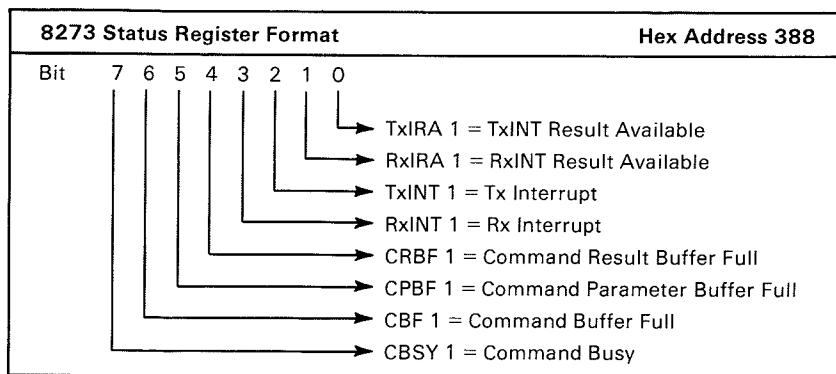 8273 Status Register Format Hex Address 388
Bit 7 6 5 4 3 2 1 0
TxIRA 1 = TxINT Result Available
RxIRA 1 = RxINT Result Available
TxINT 1 = Tx Interrupt
RxINT 1 = Rx Interrupt
CRBF 1 = Command Result Buffer Full
CPBF 1 = Command Parameter Buffer Full
CBF 1 = Command Buffer Full
CBSY 1 = Command Busy